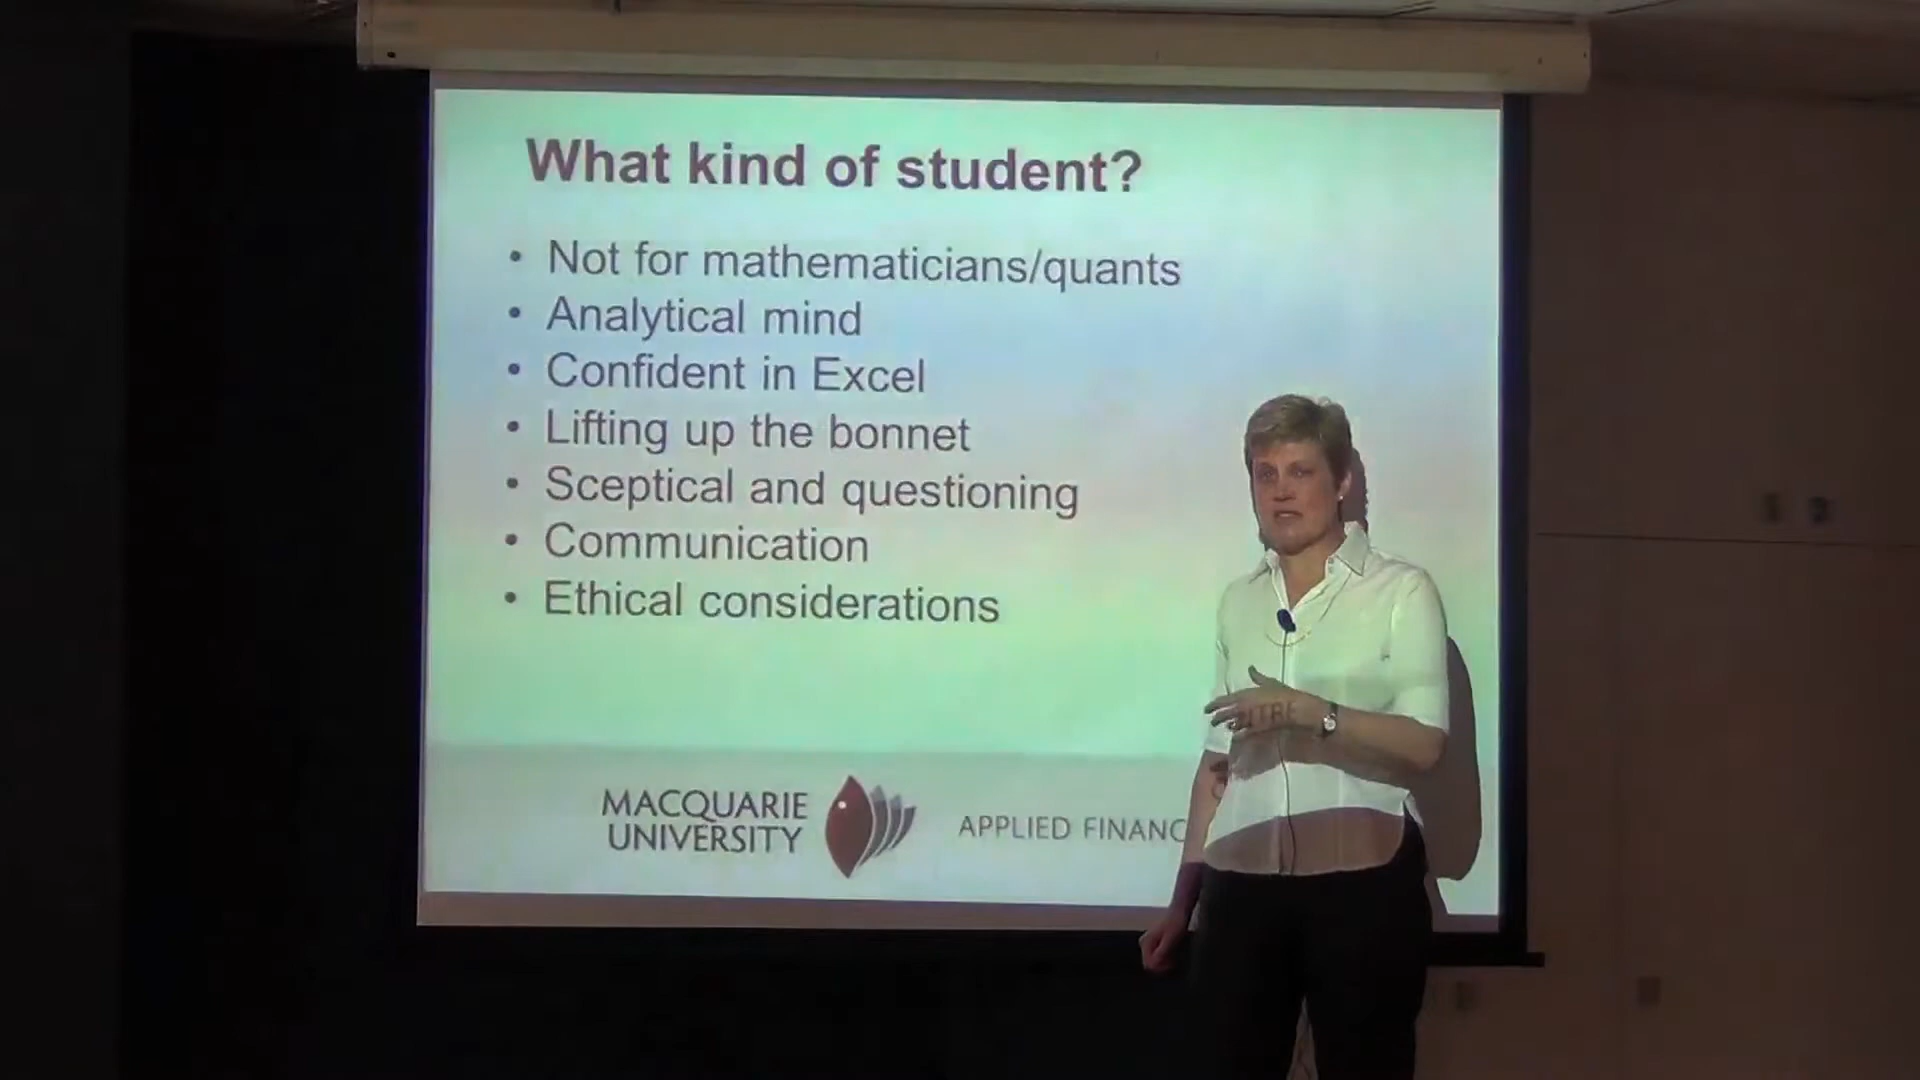 What kind of student?
• Not for mathematicians/quants
• Analytical mind
• Confident in Excel
• Lifting up the bonnet
• Sceptical and questioning
• Communication
• Ethical considerations
MACQUARIE
UNIVERSITY
APPLIED FINANC